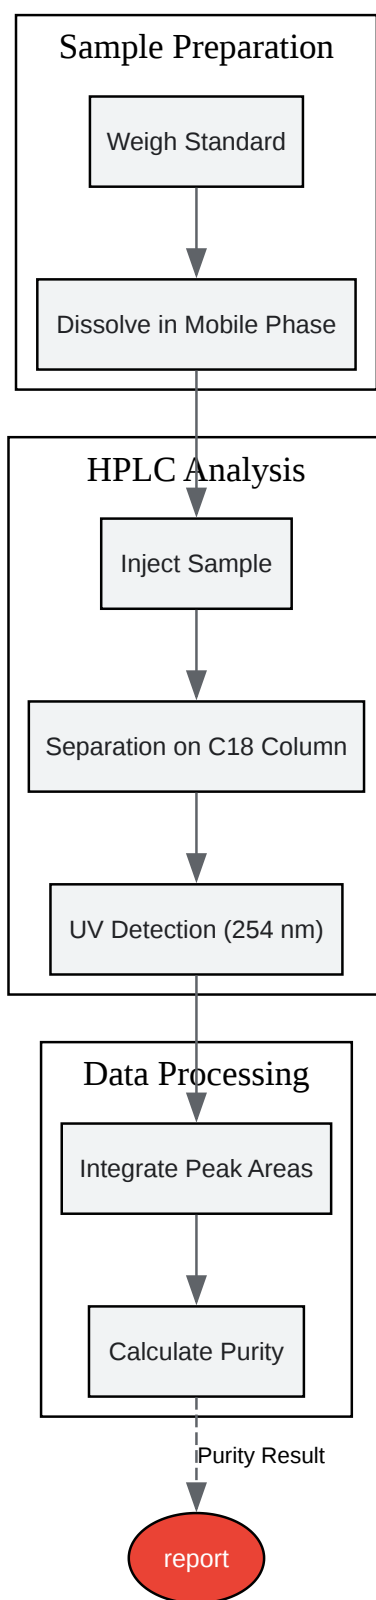 Sample Preparation
Weigh Standard
Dissolve in Mobile Phase
HPLC Analysis
Inject Sample
Separation on C18 Column
UV Detection (254 nm)
Data Processing
Integrate Peak Areas
Calculate Purity
Purity Result
report